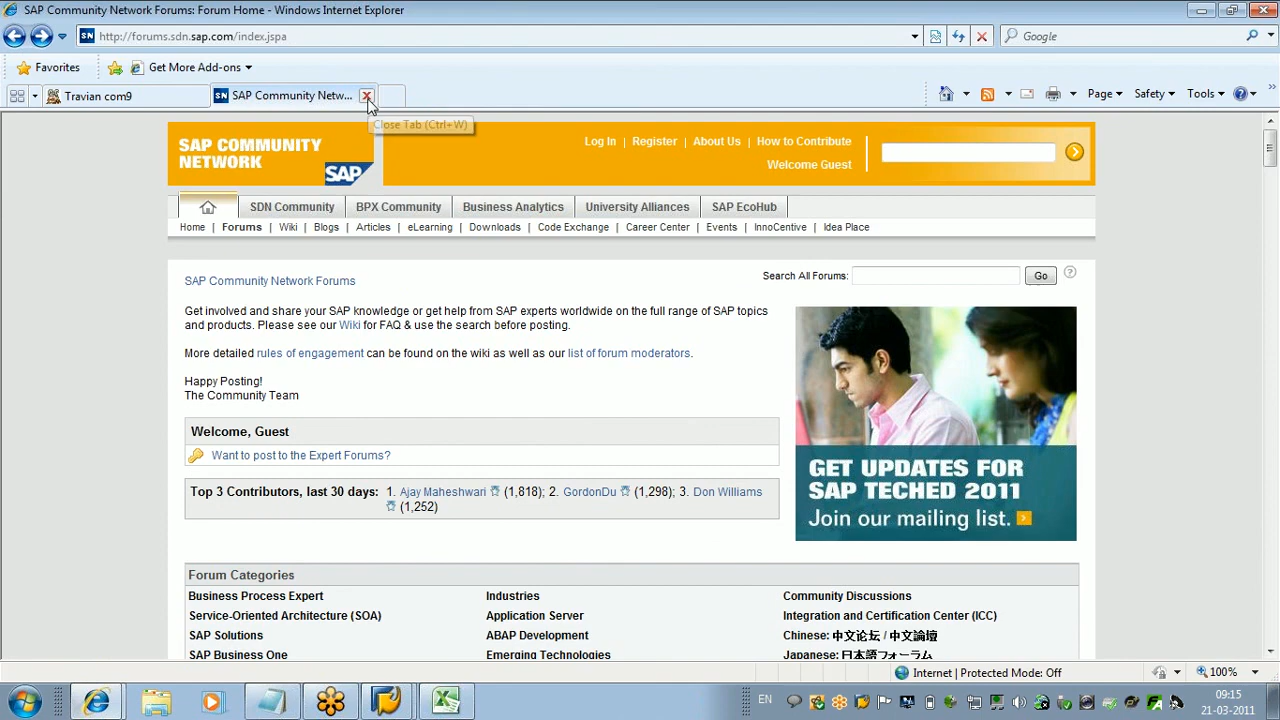 SAP Community Network Forums: Forum Home - Windows Internet Explorer
http://forums.sdn.sap.com/index.jspa
Google
Favorites
Get More Add-ons
Travian com9
SN SAP Community Netw...
Page
Safety
Tools
Close Tab (Ctrl+W)
SAP COMMUNITY
NETWORK
SAP
Log In | Register | About Us | How to Contribute
Welcome Guest
SDN Community
BPX Community
Business Analytics
University Alliances
SAP EcoHub
Home | Forums | Wiki | Blogs | Articles | eLearning | Downloads | Code Exchange | Career Center | Events | InnoCentive | Idea Place
SAP Community Network Forums
Search All Forums:
Go
Get involved and share your SAP knowledge or get help from SAP experts worldwide on the full range of SAP topics
and products. Please see our Wiki for FAQ & use the search before posting.
More detailed rules of engagement can be found on the wiki as well as our list of forum moderators.
Happy Posting!
The Community Team
Welcome, Guest
Want to post to the Expert Forums?
Top 3 Contributors, last 30 days: 1. Ajay Maheshwari (1,818); 2. GordonDu (1,298); 3. Don Williams
(1,252)
GET UPDATES FOR
SAP TECHED 2011
Join our mailing list.
Forum Categories
Business Process Expert
Industries
Community Discussions
Service-Oriented Architecture (SOA)
Application Server
Integration and Certification Center (ICC)
SAP Solutions
ABAP Development
Chinese: 中文论坛 / 中文論壇
SAP Business One
Emerging Technologies
Japanese: 日本語フォーラム
Internet | Protected Mode: Off
100%
EN
09:15
21-03-2011